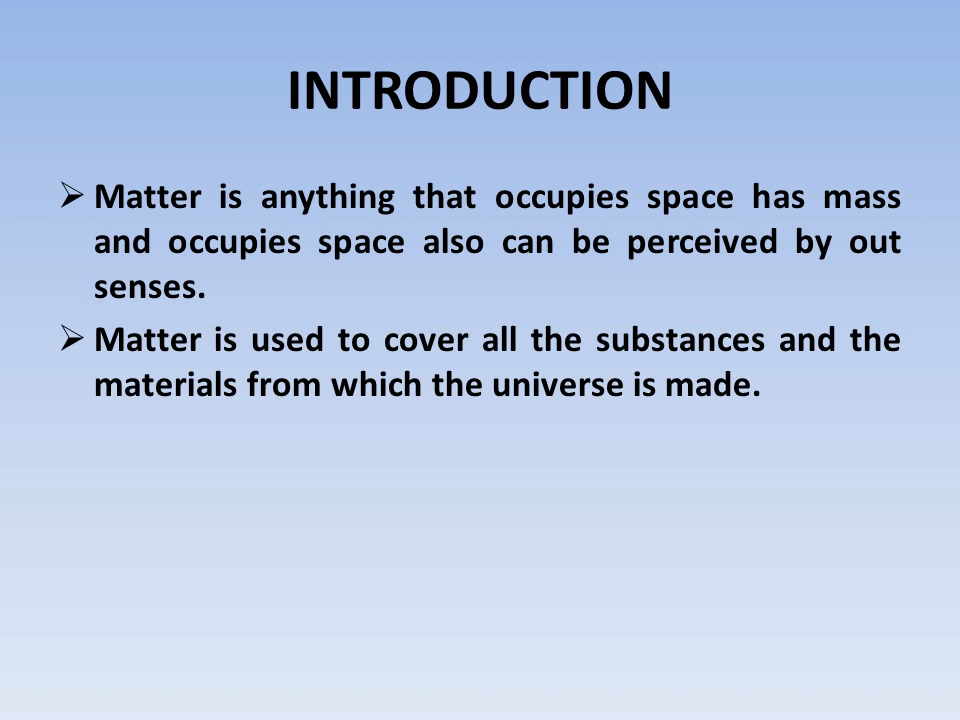 INTRODUCTION
➢ Matter is anything that occupies space has mass
and occupies space also can be perceived by out
senses.
➢ Matter is used to cover all the substances and the
materials from which the universe is made.